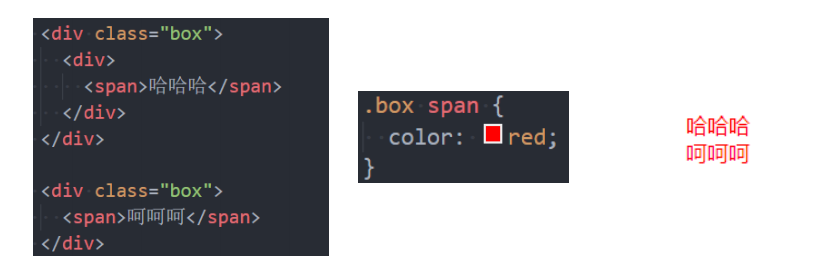 <div class="box">
  <div>
    <span>哈哈哈</span>
  </div>
</div>

<div class="box">
  <span>呵呵呵</span>
</div>
.box span {
  color: red;
}
哈哈哈
呵呵呵